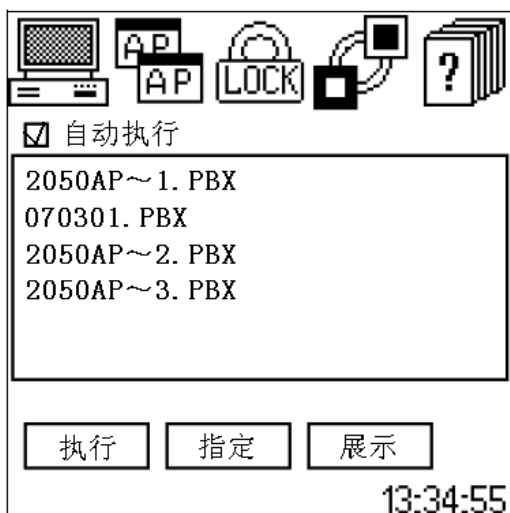 AP
AP
LOCK
?
自动执行
2050AP～1.PBX
070301.PBX
2050AP～2.PBX
2050AP～3.PBX
执行 指定 展示
13:34:55